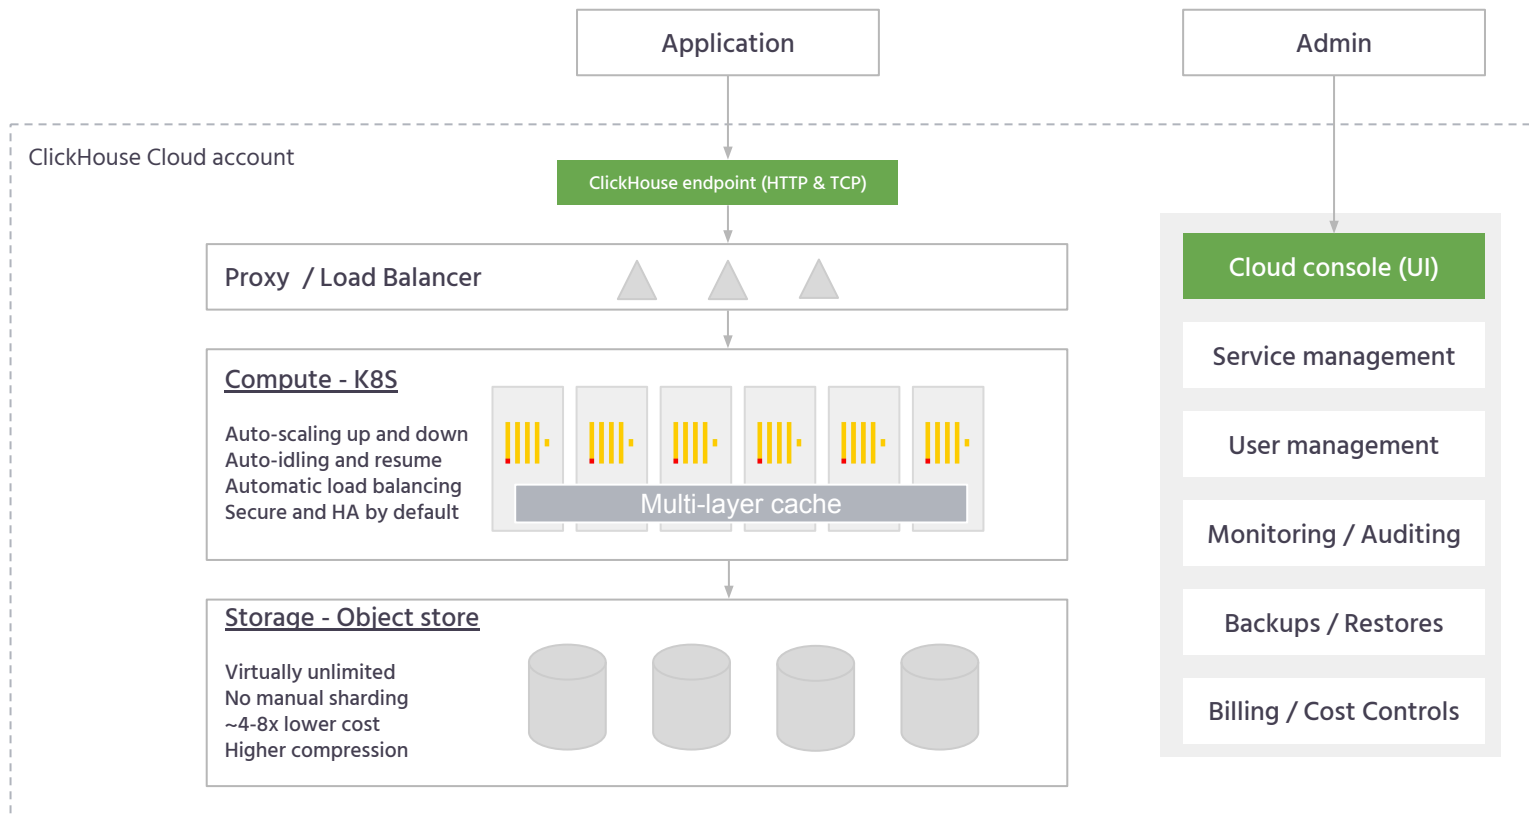 Application
Admin
ClickHouse Cloud account
ClickHouse endpoint (HTTP & TCP)
Proxy / Load Balancer
Compute - K8S
Auto-scaling up and down
Auto-idling and resume
Automatic load balancing
Secure and HA by default
Multi-layer cache
Storage - Object store
Virtually unlimited
No manual sharding
~4-8x lower cost
Higher compression
Cloud console (UI)
Service management
User management
Monitoring / Auditing
Backups / Restores
Billing / Cost Controls